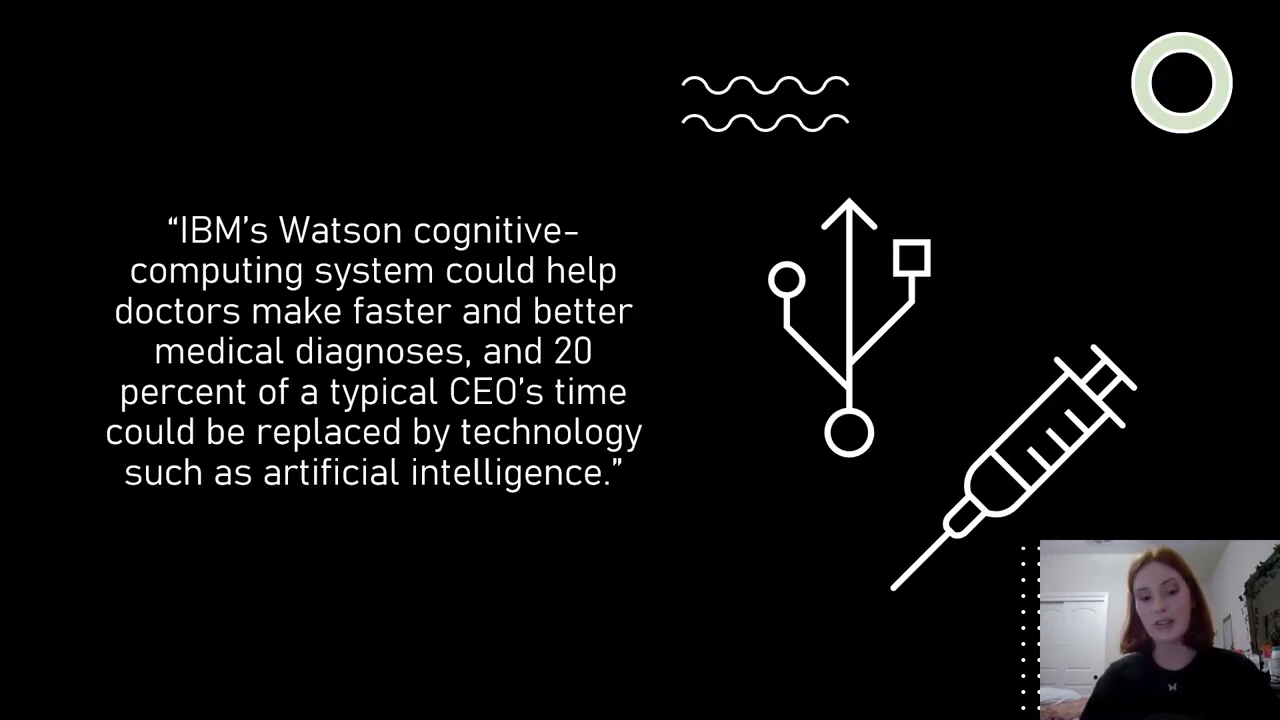 “IBM’s Watson cognitive-
computing system could help
doctors make faster and better
medical diagnoses, and 20
percent of a typical CEO’s time
could be replaced by technology
such as artificial intelligence.”